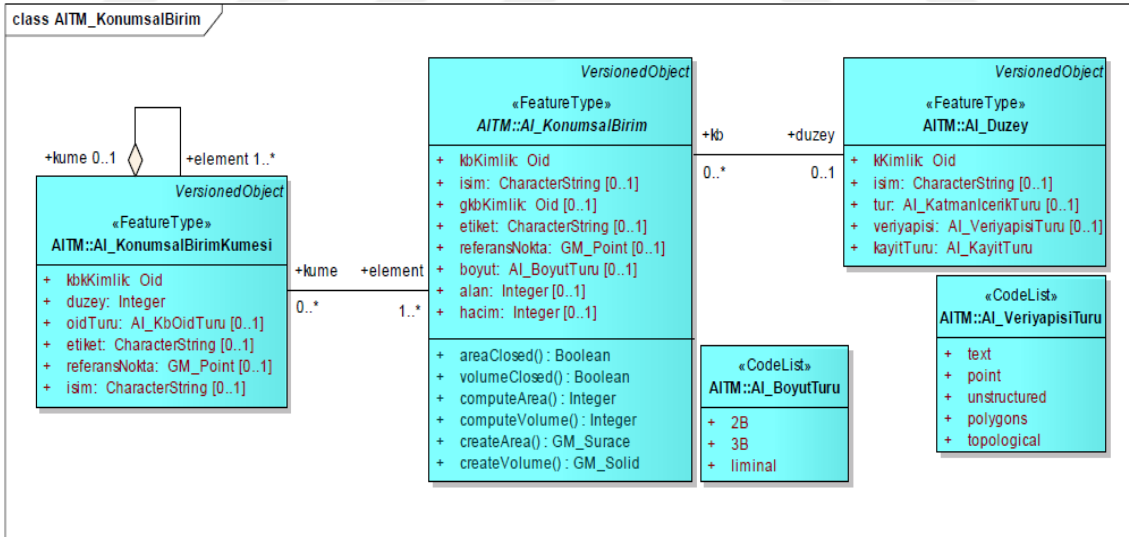 class AITM_KonumsalBirim
+kume 0..1
+element 1..*
VersionedObject
«FeatureType»
AITM::AI_KonumsalBirimKumesi
+ kbkKimlik: Oid
+ duzey: Integer
+ oidTuru: AI_KbOidTuru [0..1]
+ etiket: CharacterString [0..1]
+ referansNokta: GM_Point [0..1]
+ isim: CharacterString [0..1]
+kume
+element
0..*
1..*
VersionedObject
«FeatureType»
AITM::AI_KonumsalBirim
+ kbKimlik: Oid
+ isim: CharacterString [0..1]
+ gkbKimlik: Oid [0..1]
+ etiket: CharacterString [0..1]
+ referansNokta: GM_Point [0..1]
+ boyut: AI_BoyutTuru [0..1]
+ alan: Integer [0..1]
+ hacim: Integer [0..1]
+ areaClosed() : Boolean
+ volumeClosed() : Boolean
+ computeArea() : Integer
+ computeVolume() : Integer
+ createArea() : GM_Surace
+ createVolume() : GM_Solid
+kb
+duzey
0..*
0..1
VersionedObject
«FeatureType»
AITM::AI_Duzey
+ kKimlik: Oid
+ isim: CharacterString [0..1]
+ tur: AI_KatmanIcerikTuru [0..1]
+ veriyapisi: AI_VeriyapisiTuru [0..1]
+ kayitTuru: AI_KayitTuru
«CodeList»
AITM::AI_BoyutTuru
+ 2B
+ 3B
+ liminal
«CodeList»
AITM::AI_VeriyapisiTuru
+ text
+ point
+ unstructured
+ polygons
+ topological